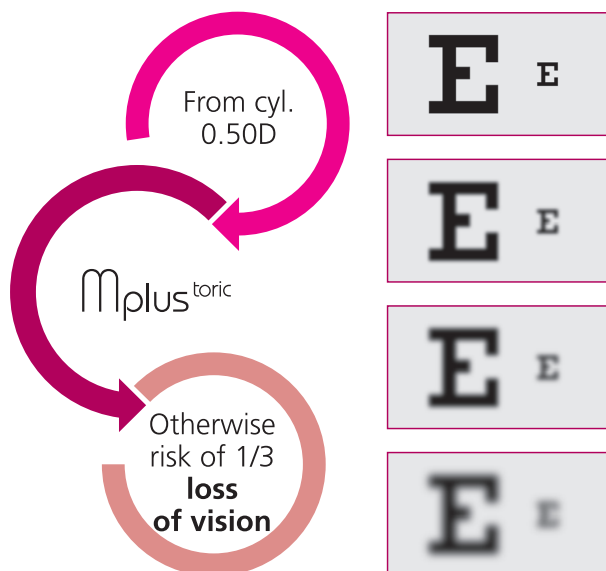 From cyl.
0.50D
Mplus toric
Otherwise
risk of 1/3
loss
of vision
E E
E E
E E
E E